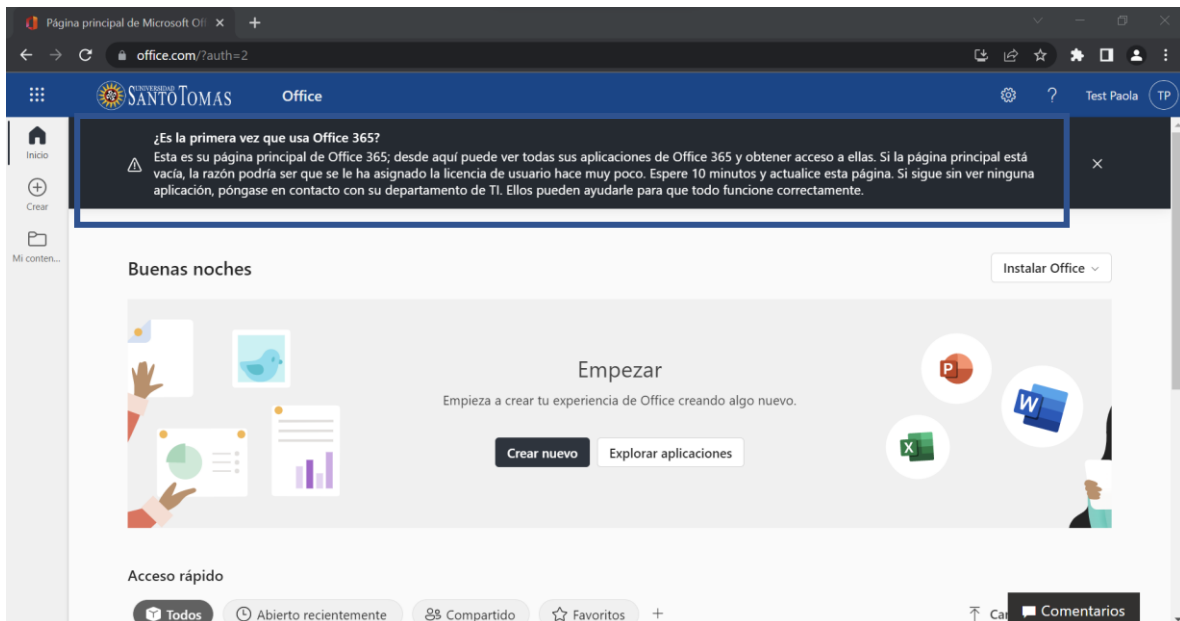 Página principal de Microsoft Off
office.com/?auth=2
UNIVERSIDAD
SANTO TOMAS
Office
Test Paola
TP
Inicio
Crear
Mi conten...
¿Es la primera vez que usa Office 365?
Esta es su página principal de Office 365; desde aquí puede ver todas sus aplicaciones de Office 365 y obtener acceso a ellas. Si la página principal está
vacía, la razón podría ser que se le ha asignado la licencia de usuario hace muy poco. Espere 10 minutos y actualice esta página. Si sigue sin ver ninguna
aplicación, póngase en contacto con su departamento de TI. Ellos pueden ayudarle para que todo funcione correctamente.
Buenas noches
Instalar Office
Empezar
Empieza a crear tu experiencia de Office creando algo nuevo.
Crear nuevo
Explorar aplicaciones
P
W
X
Acceso rápido
Todos
Abierto recientemente
Compartido
Favoritos
Comentarios